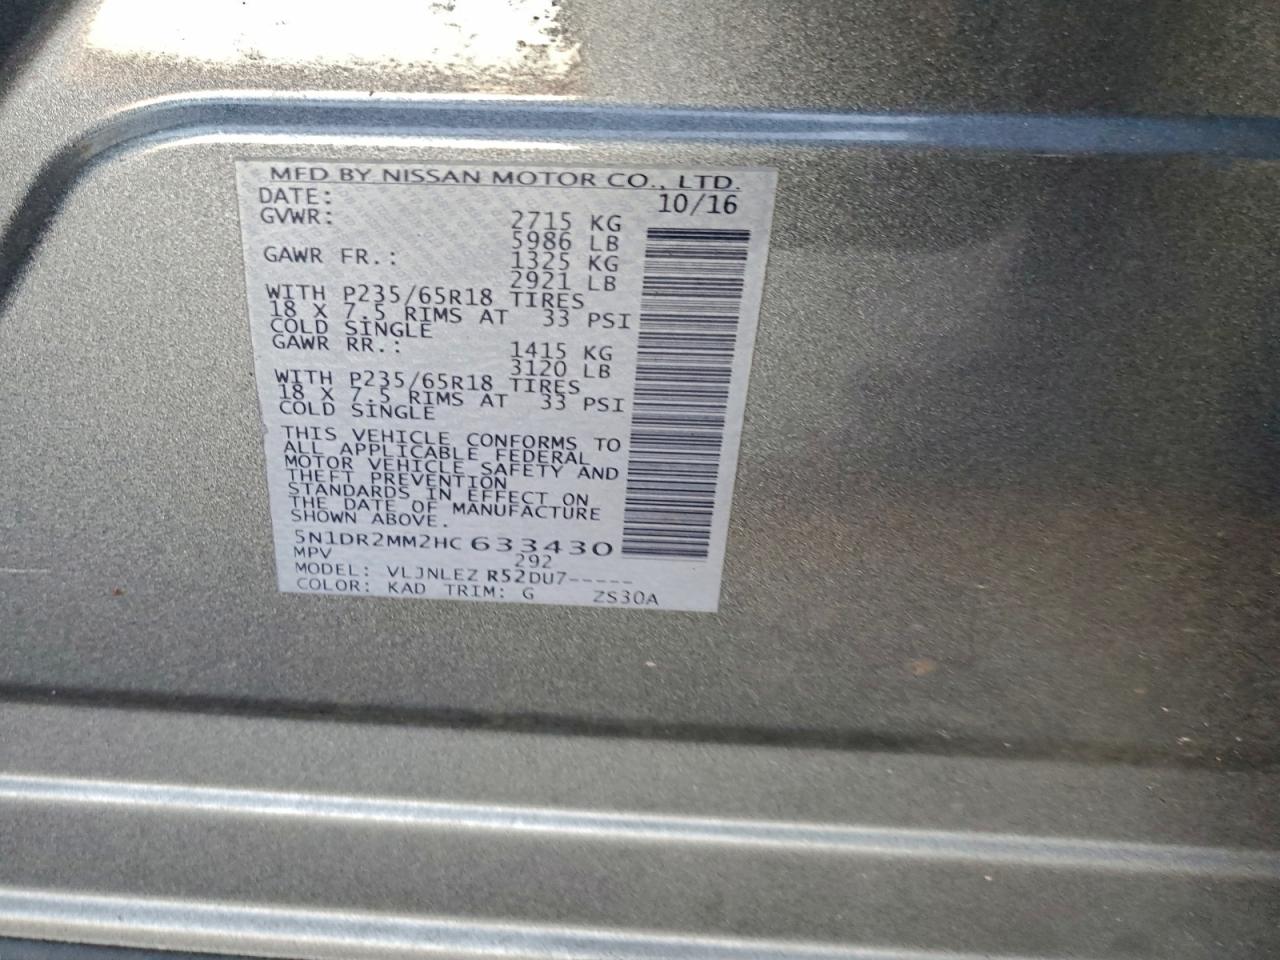 MFD BY NISSAN MOTOR CO., LTD.
DATE: 10/16
GVWR: 2715 KG
5986 LB
GAWR FR.: 1325 KG
2921 LB
WITH P235/65R18 TIRES
18 X 7.5 RIMS AT 33 PSI
COLD SINGLE
GAWR RR.: 1415 KG
3120 LB
WITH P235/65R18 TIRES
18 X 7.5 RIMS AT 33 PSI
COLD SINGLE
THIS VEHICLE CONFORMS TO
ALL APPLICABLE FEDERAL
MOTOR VEHICLE SAFETY AND
THEFT PREVENTION
STANDARDS IN EFFECT ON
THE DATE OF MANUFACTURE
SHOWN ABOVE.
5N1DR2MM2HC 633430
MPV 292
MODEL: VLJNLEZ R52DU7-----
COLOR: KAD TRIM: G ZS30A